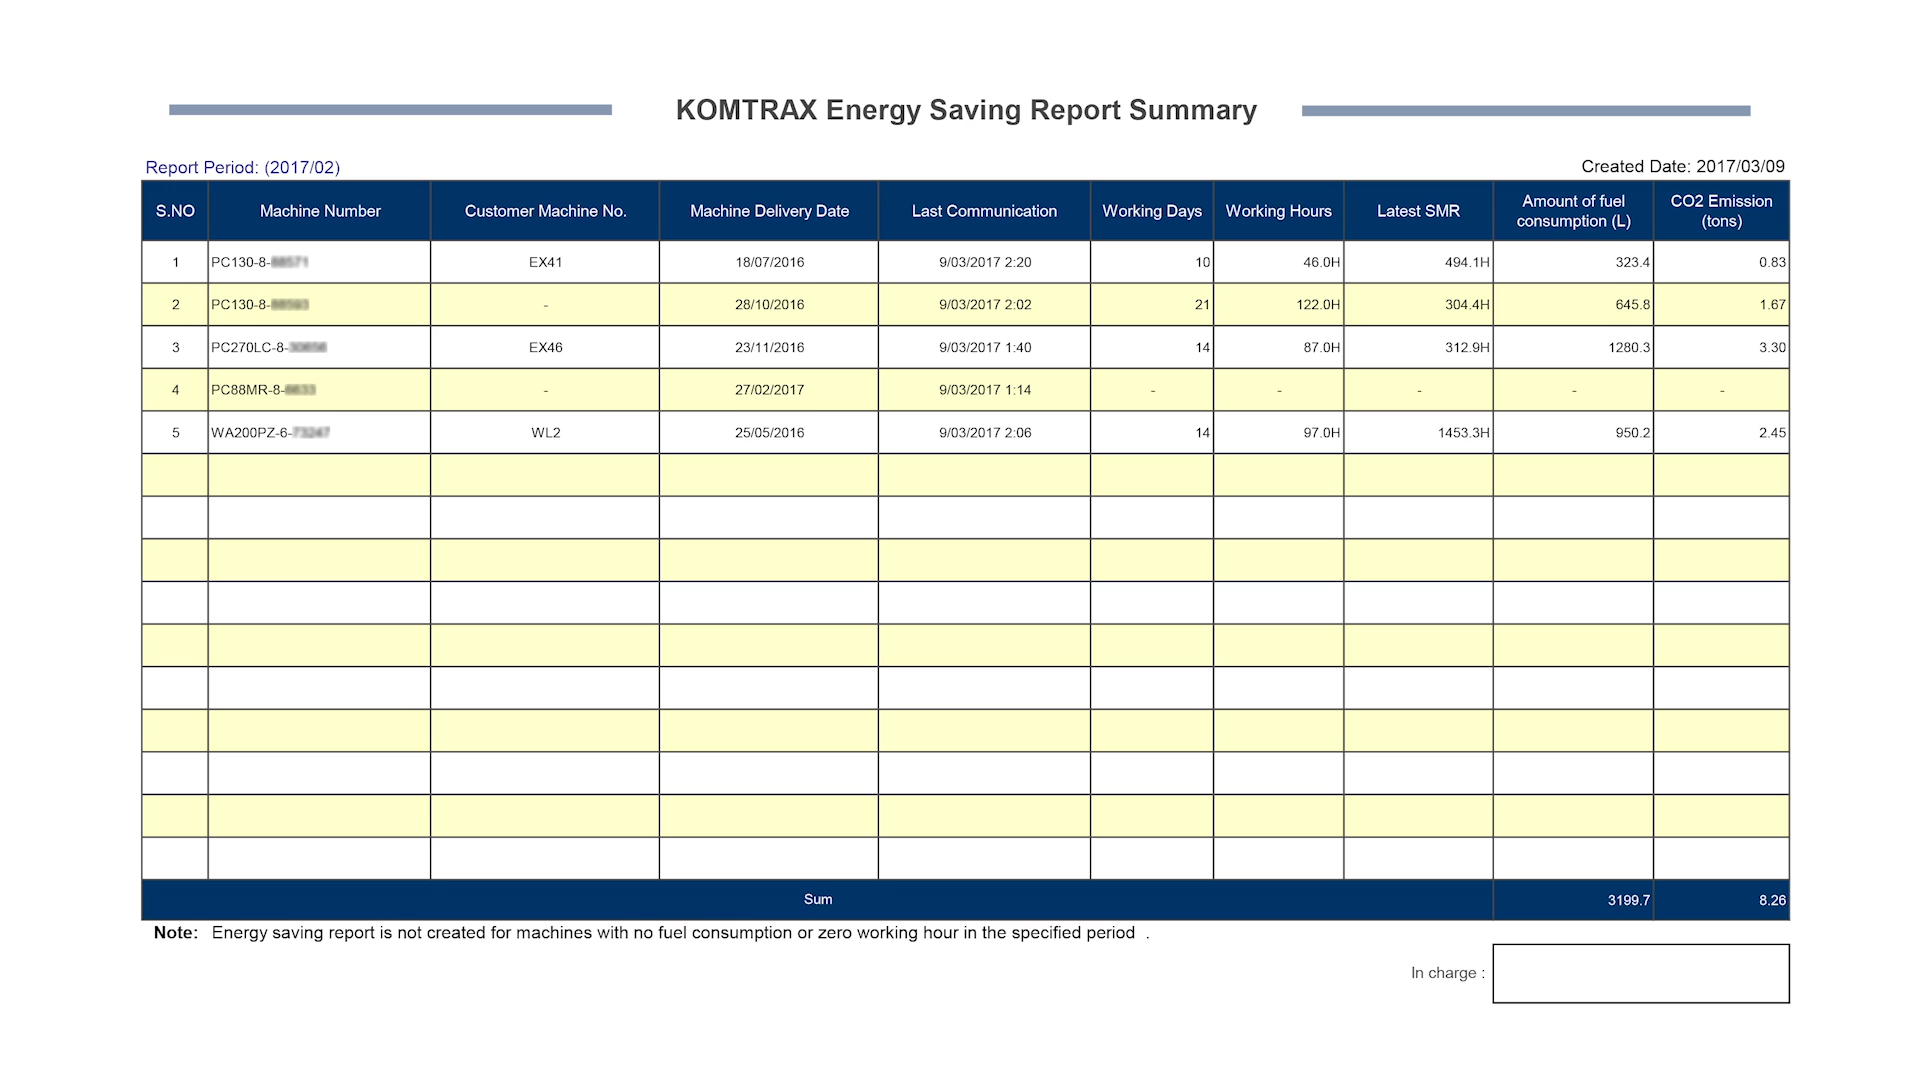 KOMTRAX Energy Saving Report Summary
Report Period: (2017/02) Created Date: 2017/03/09
S.NO Machine Number Customer Machine No. Machine Delivery Date Last Communication Working Days Working Hours Latest SMR Amount of fuel consumption (L) CO2 Emission (tons)
1 PC130-8- EX41 18/07/2016 9/03/2017 2:20 10 46.0H 494.1H 323.4 0.83
2 PC130-8- - 28/10/2016 9/03/2017 2:02 21 122.0H 304.4H 645.8 1.67
3 PC270LC-8- EX46 23/11/2016 9/03/2017 1:40 14 87.0H 312.9H 1280.3 3.30
4 PC88MR-8- - 27/02/2017 9/03/2017 1:14 - - - - -
5 WA200PZ-6- WL2 25/05/2016 9/03/2017 2:06 14 97.0H 1453.3H 950.2 2.45
Sum 3199.7 8.26
Note: Energy saving report is not created for machines with no fuel consumption or zero working hour in the specified period .
In charge :